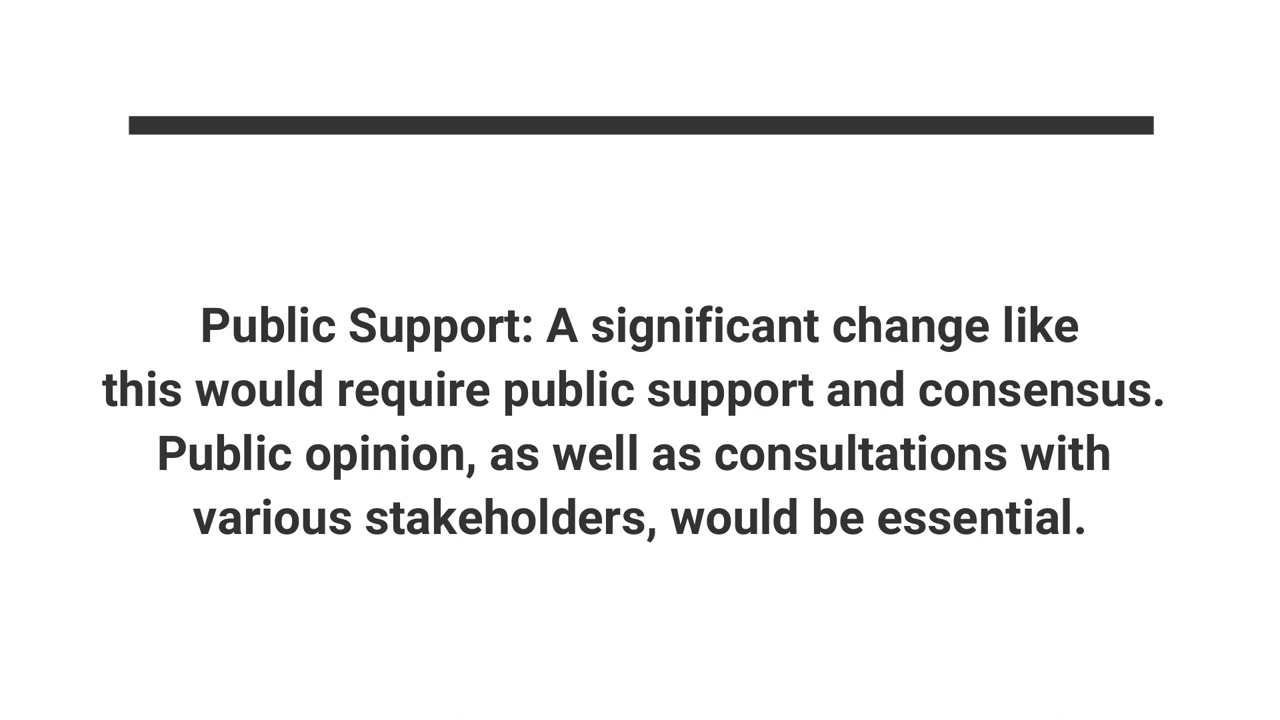 Public Support: A significant change like
this would require public support and consensus.
Public opinion, as well as consultations with
various stakeholders, would be essential.